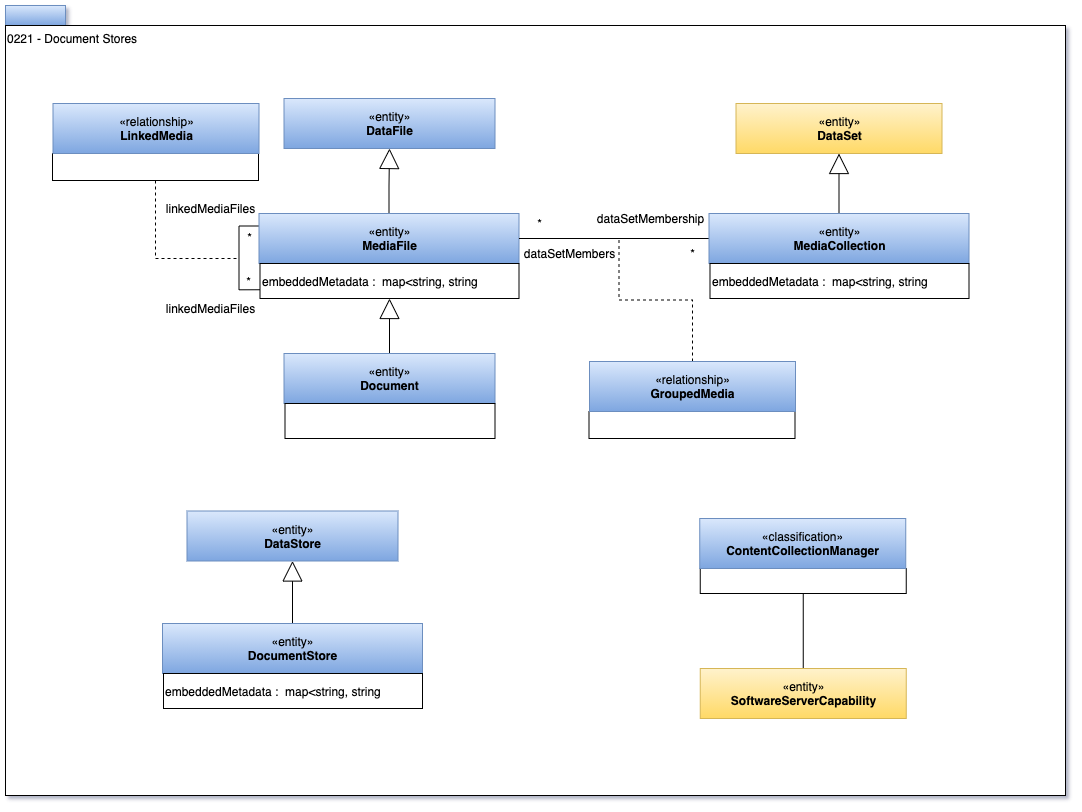 0221 - Document Stores
«relationship»
LinkedMedia
«entity»
DataFile
«entity»
DataSet
linkedMediaFiles
*
*
linkedMediaFiles
«entity»
MediaFile
embeddedMetadata :  map<string, string
*
dataSetMembership
dataSetMembers
*
«entity»
MediaCollection
embeddedMetadata :  map<string, string
«entity»
Document
«relationship»
GroupedMedia
«entity»
DataStore
«entity»
DocumentStore
embeddedMetadata :  map<string, string
«classification»
ContentCollectionManager
«entity»
SoftwareServerCapability